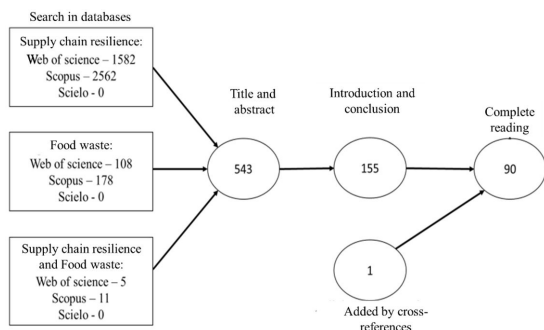 Search in databases
Supply chain resilience:
Web of science – 1582
Scopus – 2562
Scielo - 0
Food waste:
Web of science – 108
Scopus – 178
Scielo - 0
Supply chain resilience
and Food waste:
Web of science – 5
Scopus – 11
Scielo - 0
Title and
abstract
543
Introduction and
conclusion
155
Complete
reading
90
1
Added by cross-
references